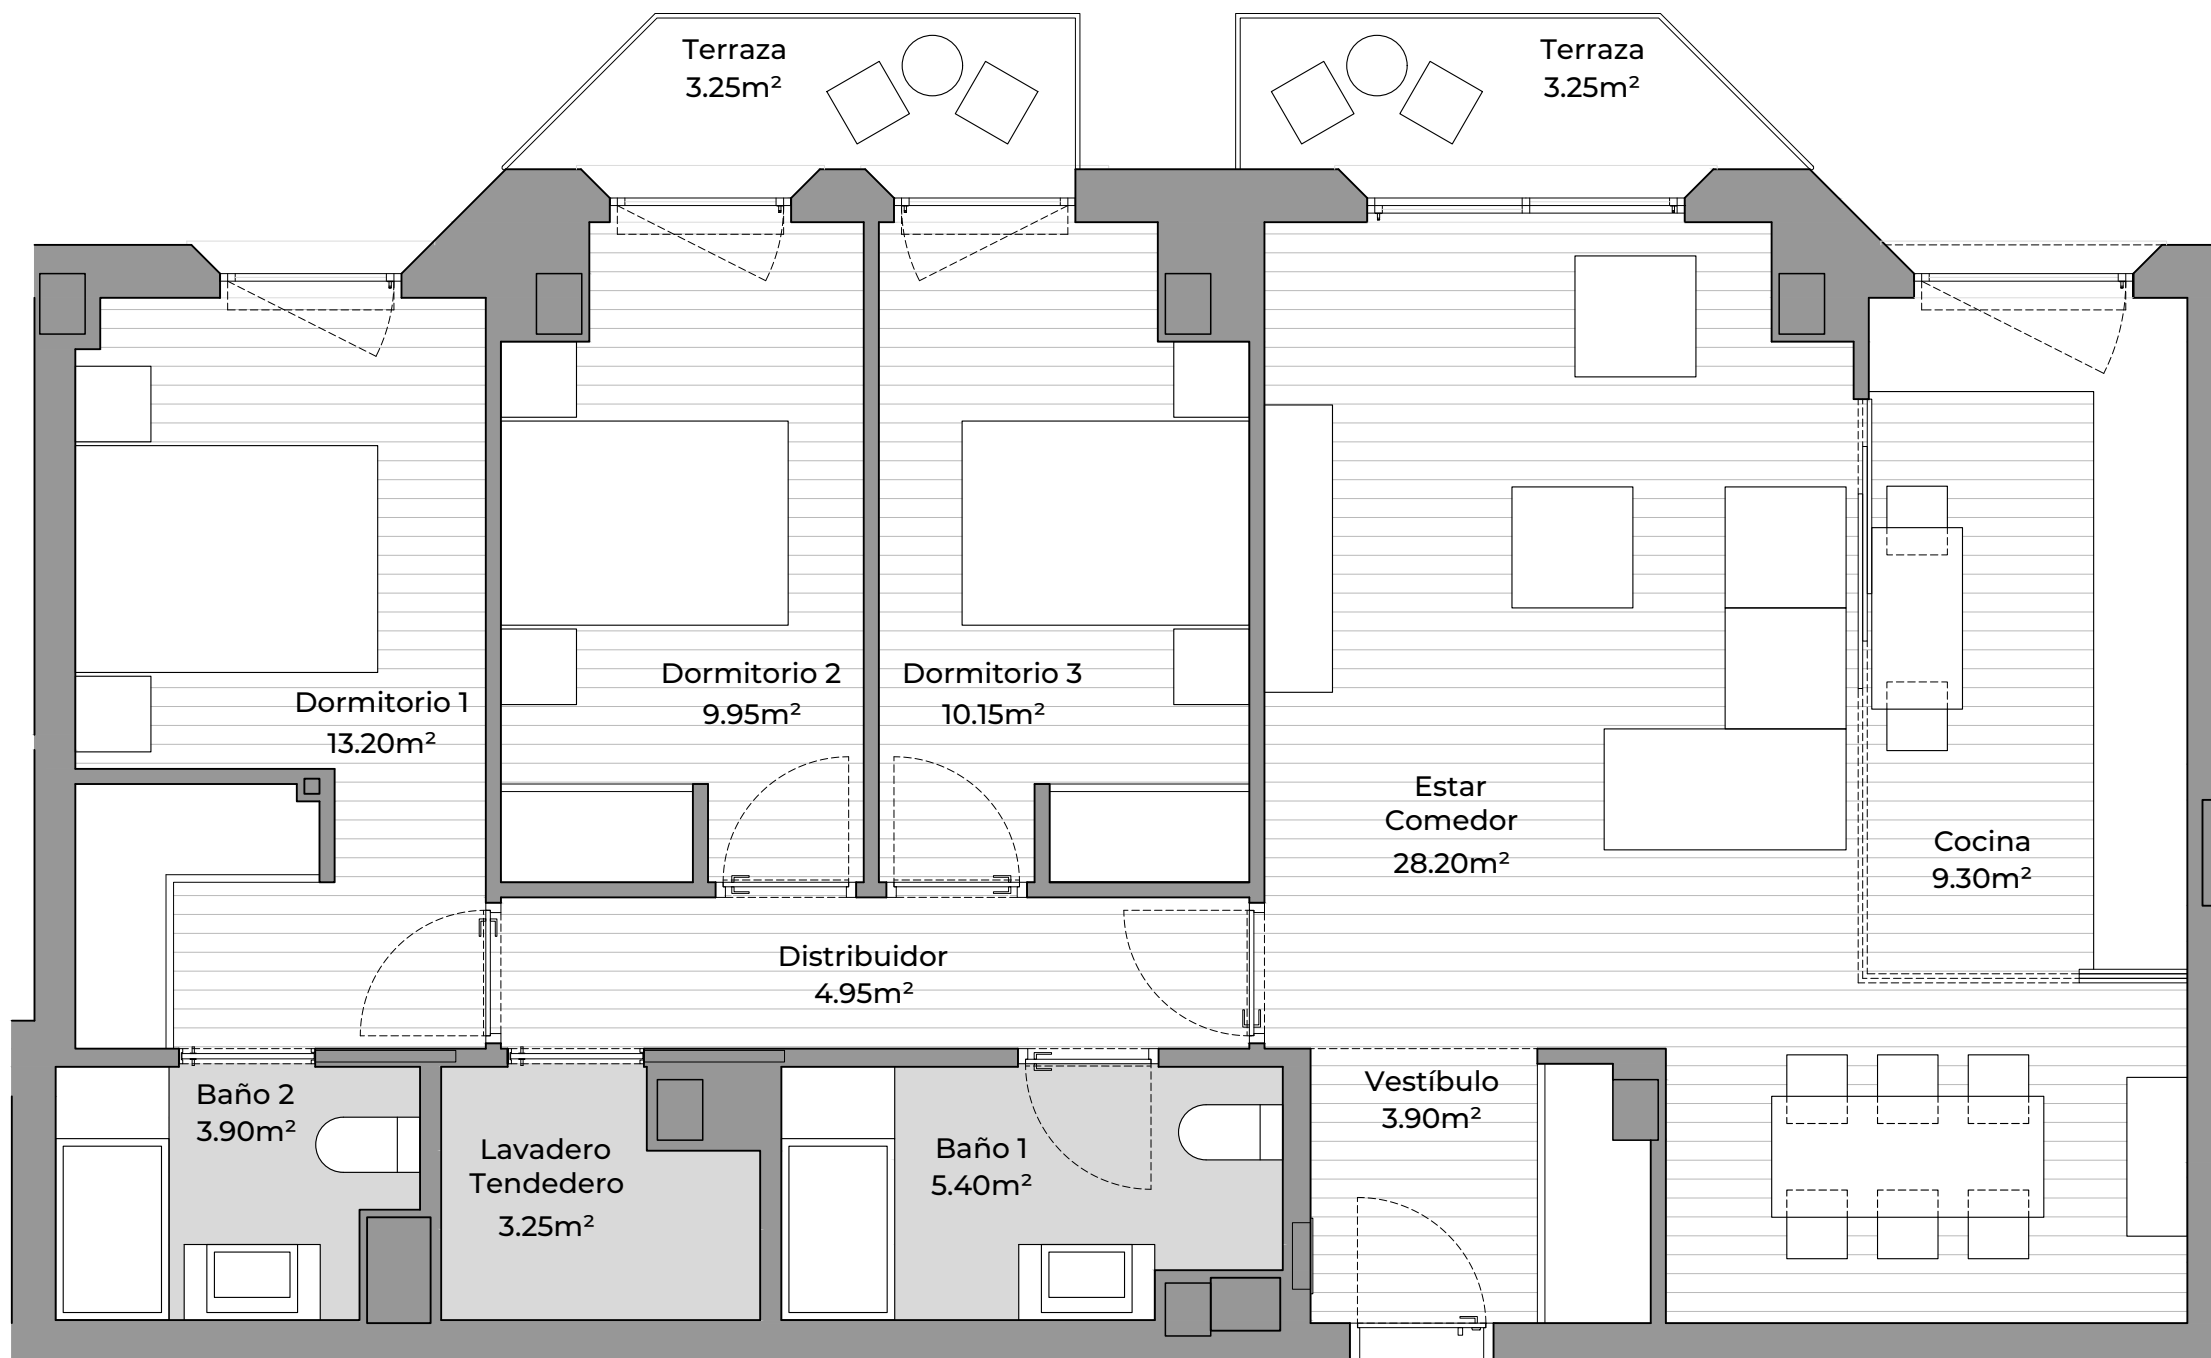 Terraza
3.25m²
Terraza
3.25m²
Dormitorio 1
13.20m²
Dormitorio 2
9.95m²
Dormitorio 3
10.15m²
Estar
Comedor
28.20m²
Cocina
9.30m²
Distribuidor
4.95m²
Baño 2
3.90m²
Lavadero
Tendedero
3.25m²
Baño 1
5.40m²
Vestíbulo
3.90m²